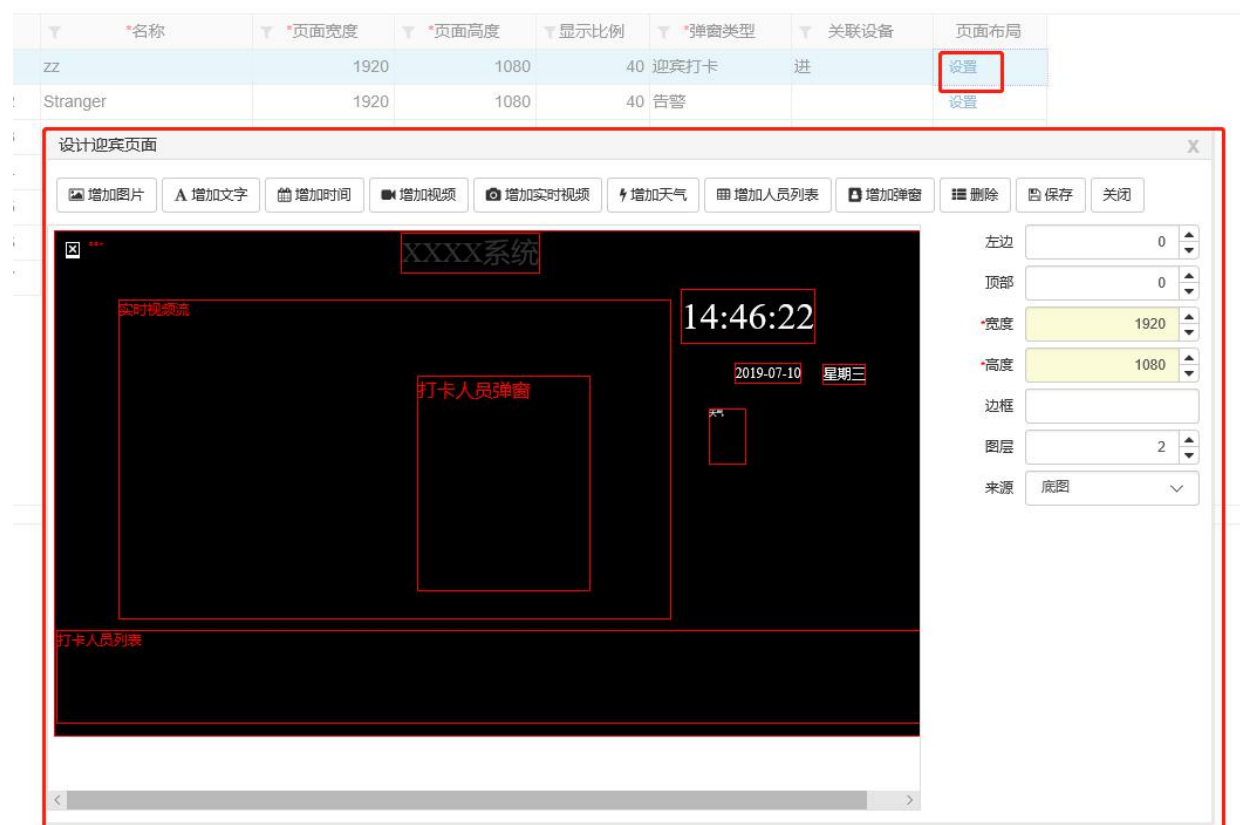 *名称 *页面宽度 *页面高度 显示比例 *弹窗类型 关联设备 页面布局
zz 1920 1080 40 迎宾打卡 进 设置
Stranger 1920 1080 40 告警 设置
设计迎宾页面 X
增加图片 A 增加文字 增加时间 增加视频 增加实时视频 增加天气 增加人员列表 增加弹窗 删除 保存 关闭
XXXX系统
实时视频流
14:46:22
2019-07-10 星期三
打卡人员弹窗
天气
打卡人员列表
左边 0
顶部 0
*宽度 1920
*高度 1080
边框
图层 2
来源 底图